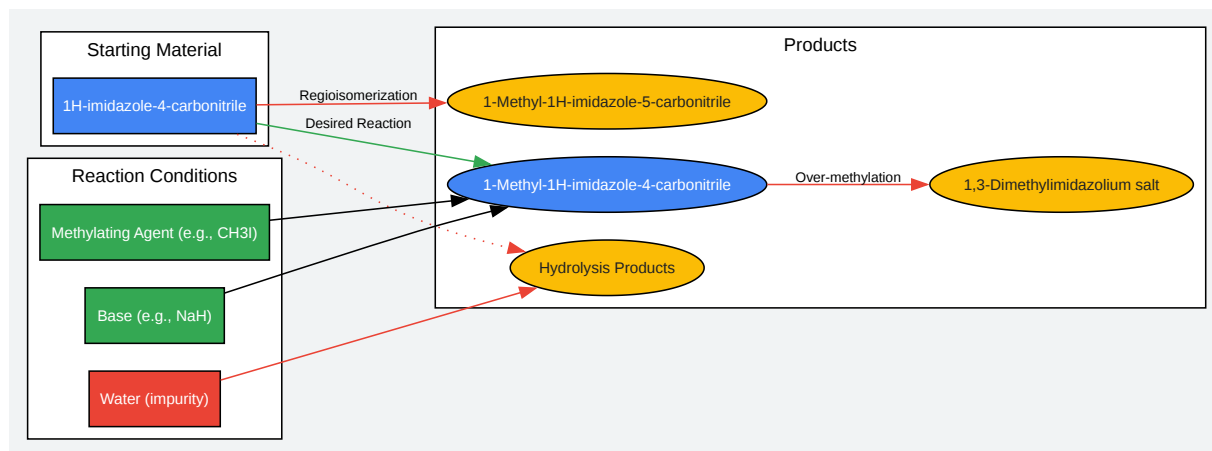 Starting Material
1H-imidazole-4-carbonitrile
Reaction Conditions
Methylating Agent (e.g., CH3I)
Base (e.g., NaH)
Water (impurity)
Regioisomerization
Desired Reaction
Products
1-Methyl-1H-imidazole-5-carbonitrile
1-Methyl-1H-imidazole-4-carbonitrile
Over-methylation
1,3-Dimethylimidazolium salt
Hydrolysis Products